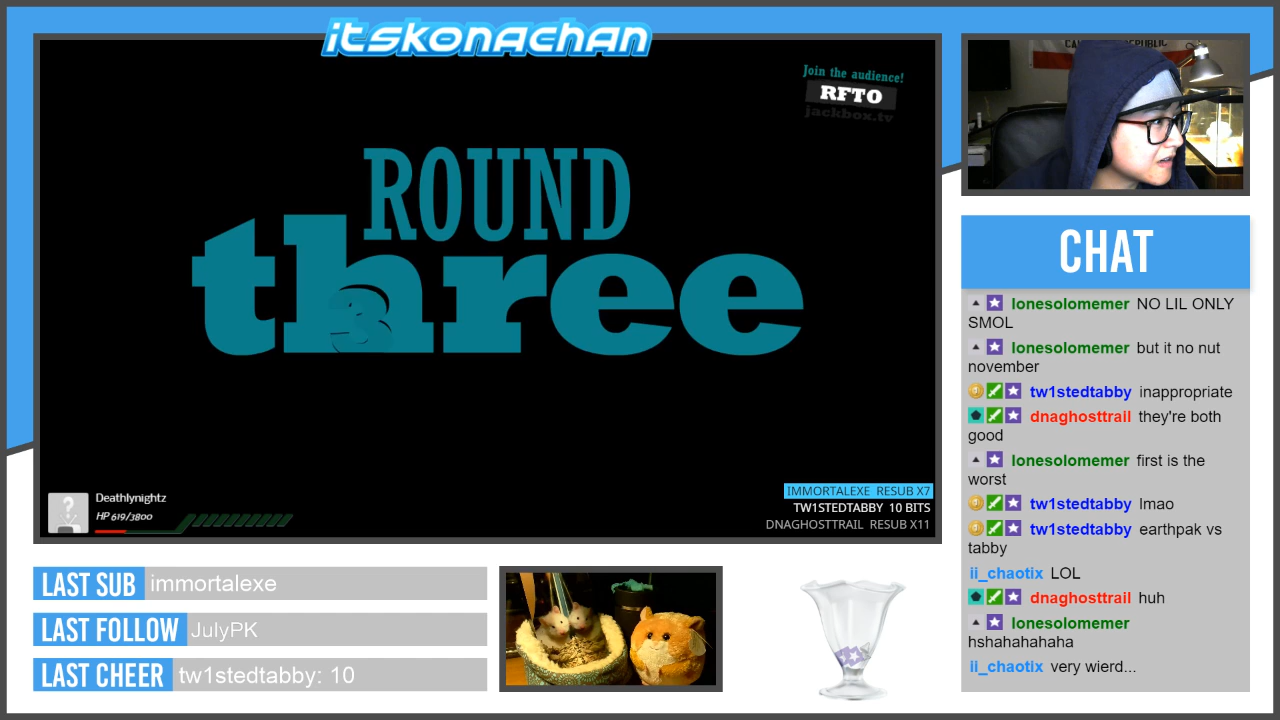 itskonachan
Join the audience!
RFTO
jackbox.tv
ROUND
three
3
Deathlynightz
HP 619/3800
IMMORTALEXE RESUB X7
TW1STEDTABBY 10 BITS
DNAGHOSTTRAIL RESUB X11
LAST SUB immortalexe
LAST FOLLOW JulyPK
LAST CHEER tw1stedtabby: 10
CHAT
lonesolomemer NO LIL ONLY
SMOL
lonesolomemer but it no nut
november
tw1stedtabby inappropriate
dnaghosttrail they're both
good
lonesolomemer first is the
worst
tw1stedtabby lmao
tw1stedtabby earthpak vs
tabby
ii_chaotix LOL
dnaghosttrail huh
lonesolomemer
hshahahahaha
ii_chaotix very wierd...